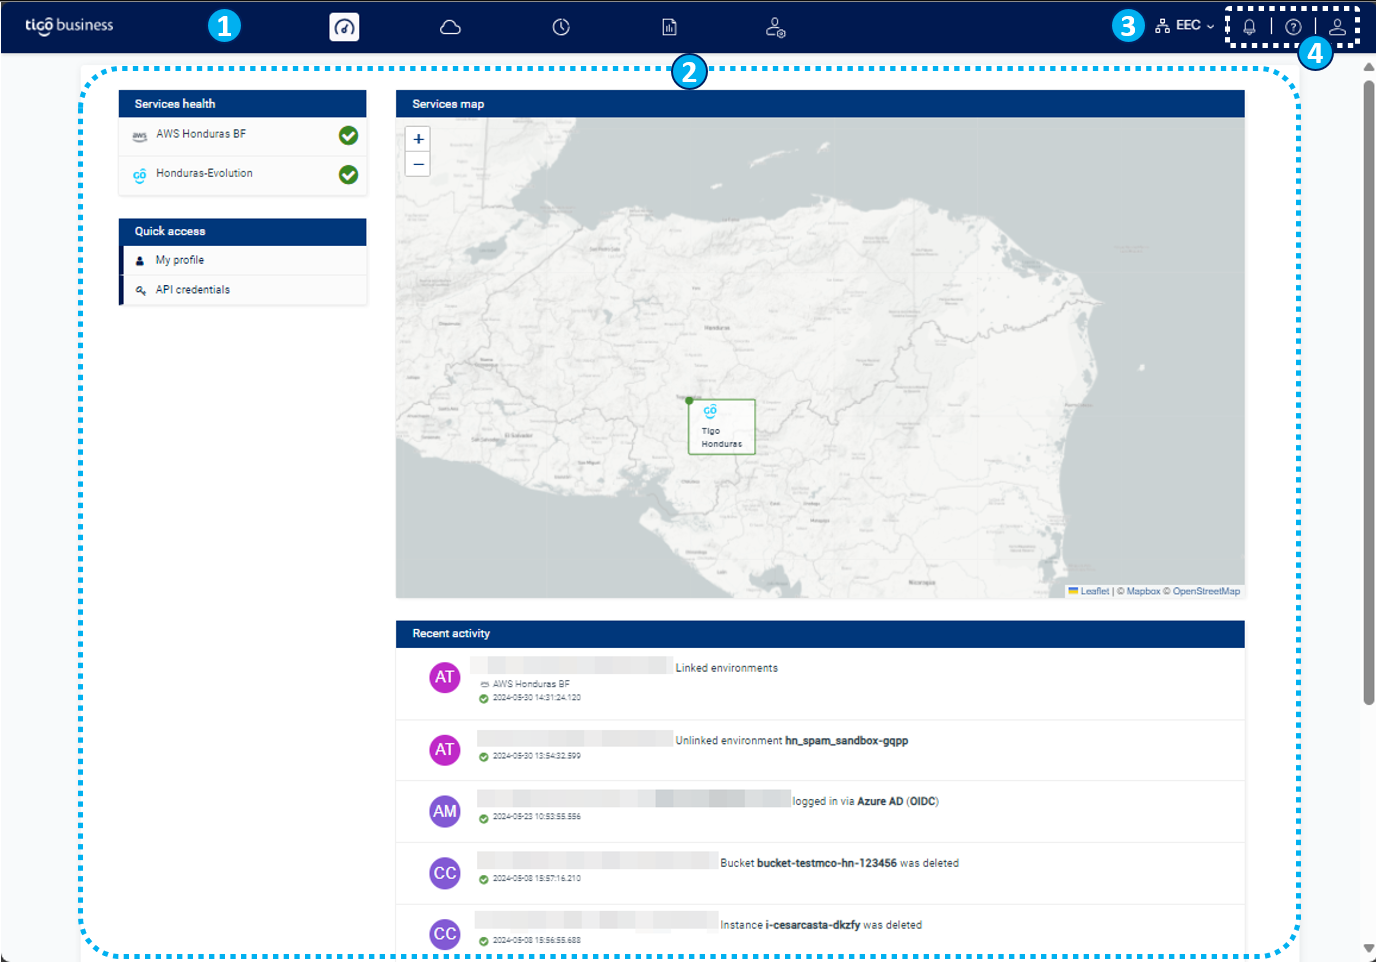 tigo business
1
3
EEC
4
2
Services health
aws AWS Honduras BF
Honduras-Evolution
Quick access
My profile
API credentials
Services map
+
−
Honduras
El Salvador
Tigo
Honduras
Nicaragua
Leaflet | © Mapbox © OpenStreetMap
Recent activity
AT
Linked environments
AWS Honduras BF
2024-05-30 14:31:24.120
AT
Unlinked environment hn_spam_sandbox-gqpp
2024-05-30 13:54:32.599
AM
logged in via Azure AD (OIDC)
2024-05-23 10:53:55.556
CC
Bucket bucket-testmco-hn-123456 was deleted
2024-05-08 15:57:16.210
CC
Instance i-cesarcasta-dkzfy was deleted
2024-05-08 15:56:55.688